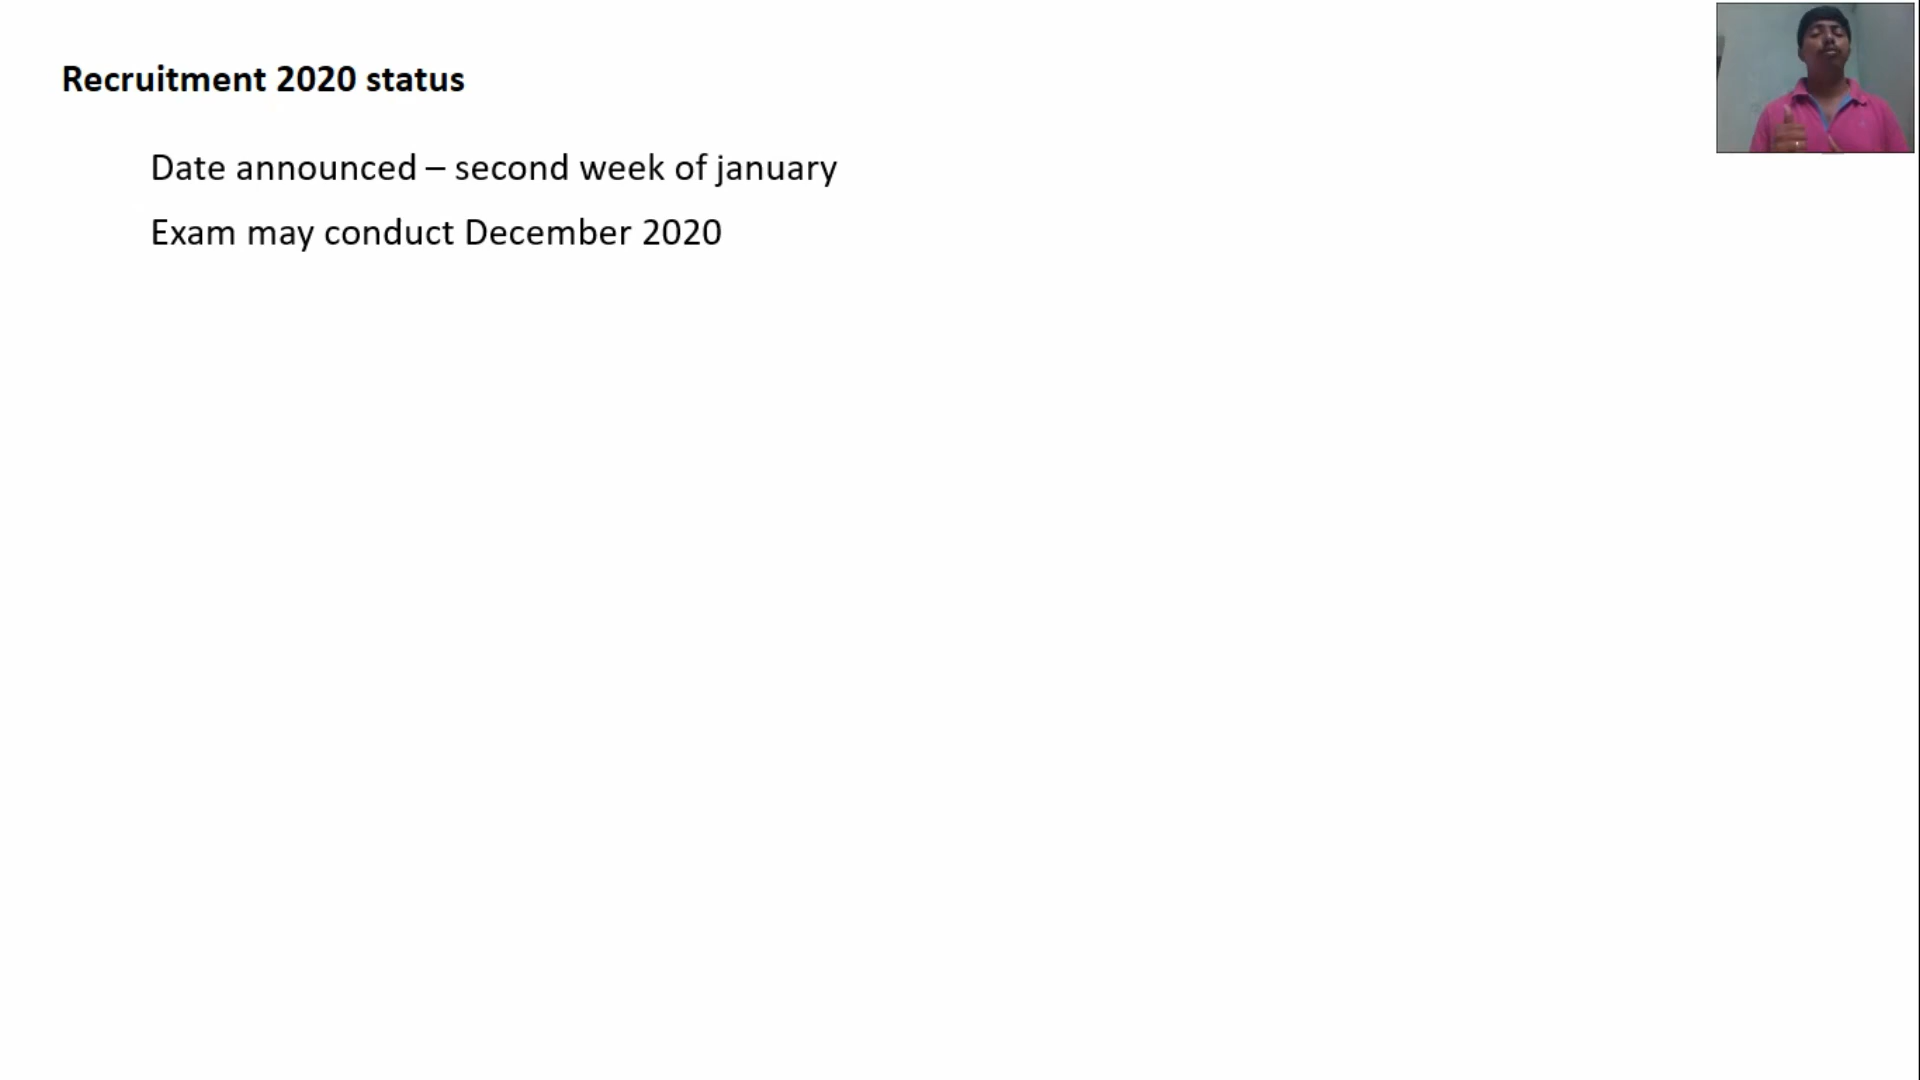 Recruitment 2020 status
Date announced – second week of january
Exam may conduct December 2020